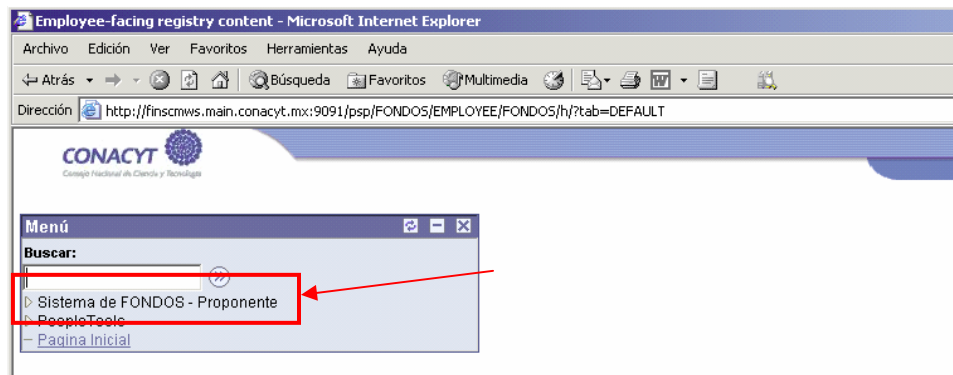 Employee-facing registry content - Microsoft Internet Explorer
Archivo Edición Ver Favoritos Herramientas Ayuda
Atrás Búsqueda Favoritos Multimedia
Dirección http://finscmws.main.conacyt.mx:9091/psp/FONDOS/EMPLOYEE/FONDOS/h/?tab=DEFAULT
CONACYT
Consejo Nacional de Ciencia y Tecnología
Menú
Buscar:
Sistema de FONDOS - Proponente
PeopleTools
Pagina Inicial